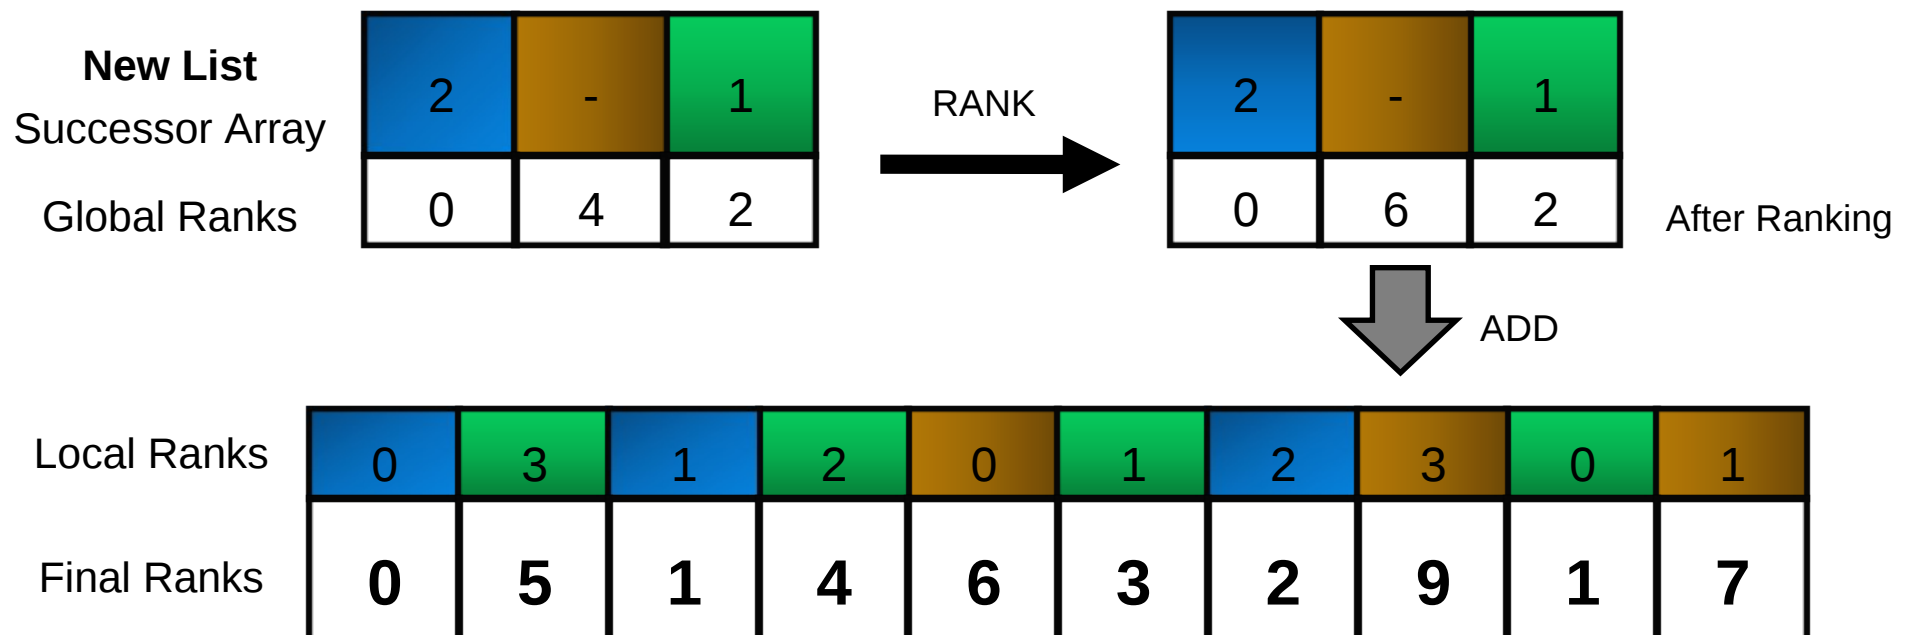 New List
Successor Array
2 - 1
RANK
2 - 1
Global Ranks
0 4 2
0 6 2
After Ranking
ADD
Local Ranks
0 3 1 2 0 1 2 3 0 1
Final Ranks
0 5 1 4 6 3 2 9 1 7